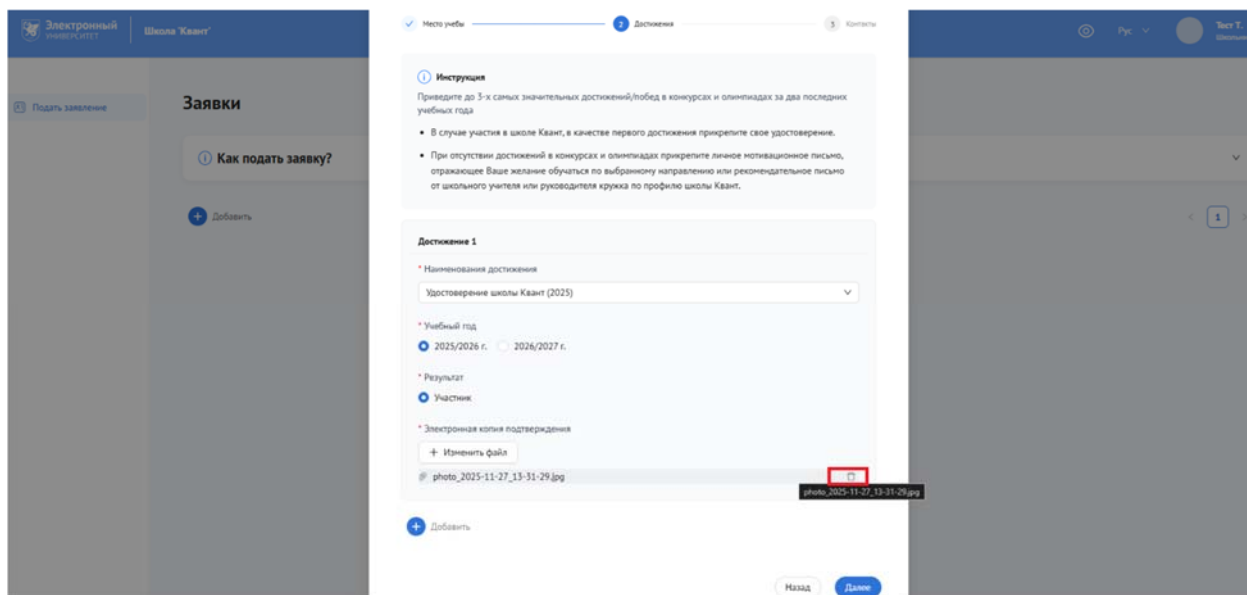 Электронный
УНИВЕРСИТЕТ
Школа "Квант"
Место учебы
2
Достижения
3
Контакты
Рус
Тест Т.
Подать заявление
Заявки
Как подать заявку?
Добавить
1
Инструкция
Приведите до 3-х самых значительных достижений/побед в конкурсах и олимпиадах за два последних
учебных года
• В случае участия в школе Квант, в качестве первого достижения прикрепите свое удостоверение.
• При отсутствии достижений в конкурсах и олимпиадах прикрепите личное мотивационное письмо,
отражающее Ваше желание обучаться по выбранному направлению или рекомендательное письмо
от школьного учителя или руководителя кружка по профилю школы Квант.
Достижение 1
* Наименования достижения
Удостоверение школы Квант (2025)
* Учебный год
2025/2026 г.
2026/2027 г.
* Результат
Участник
* Электронная копия подтверждения
+ Изменить файл
photo_2025-11-27_13-31-29.jpg
photo_2025-11-27_13-31-29.jpg
Добавить
Назад
Далее